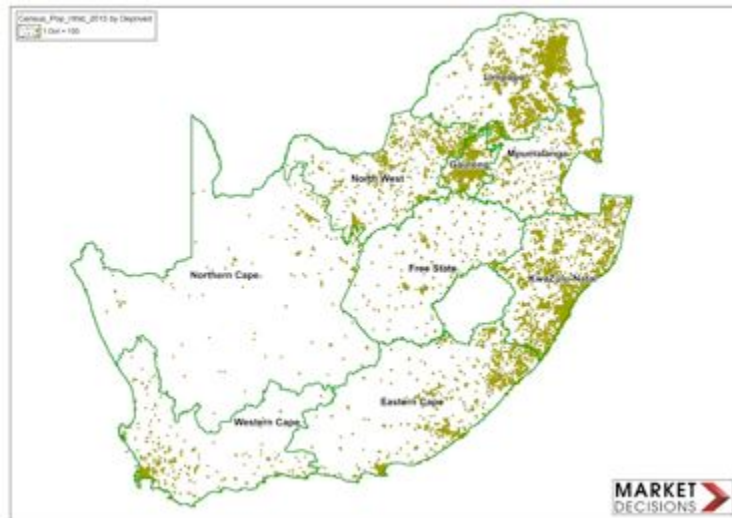 Census_Pop_HHld_2015 by Deprived
1 Dot = 100
Limpopo
Mpumalanga
Gauteng
North West
Free State
KwaZulu-Natal
Northern Cape
Eastern Cape
Western Cape
MARKET
DECISIONS